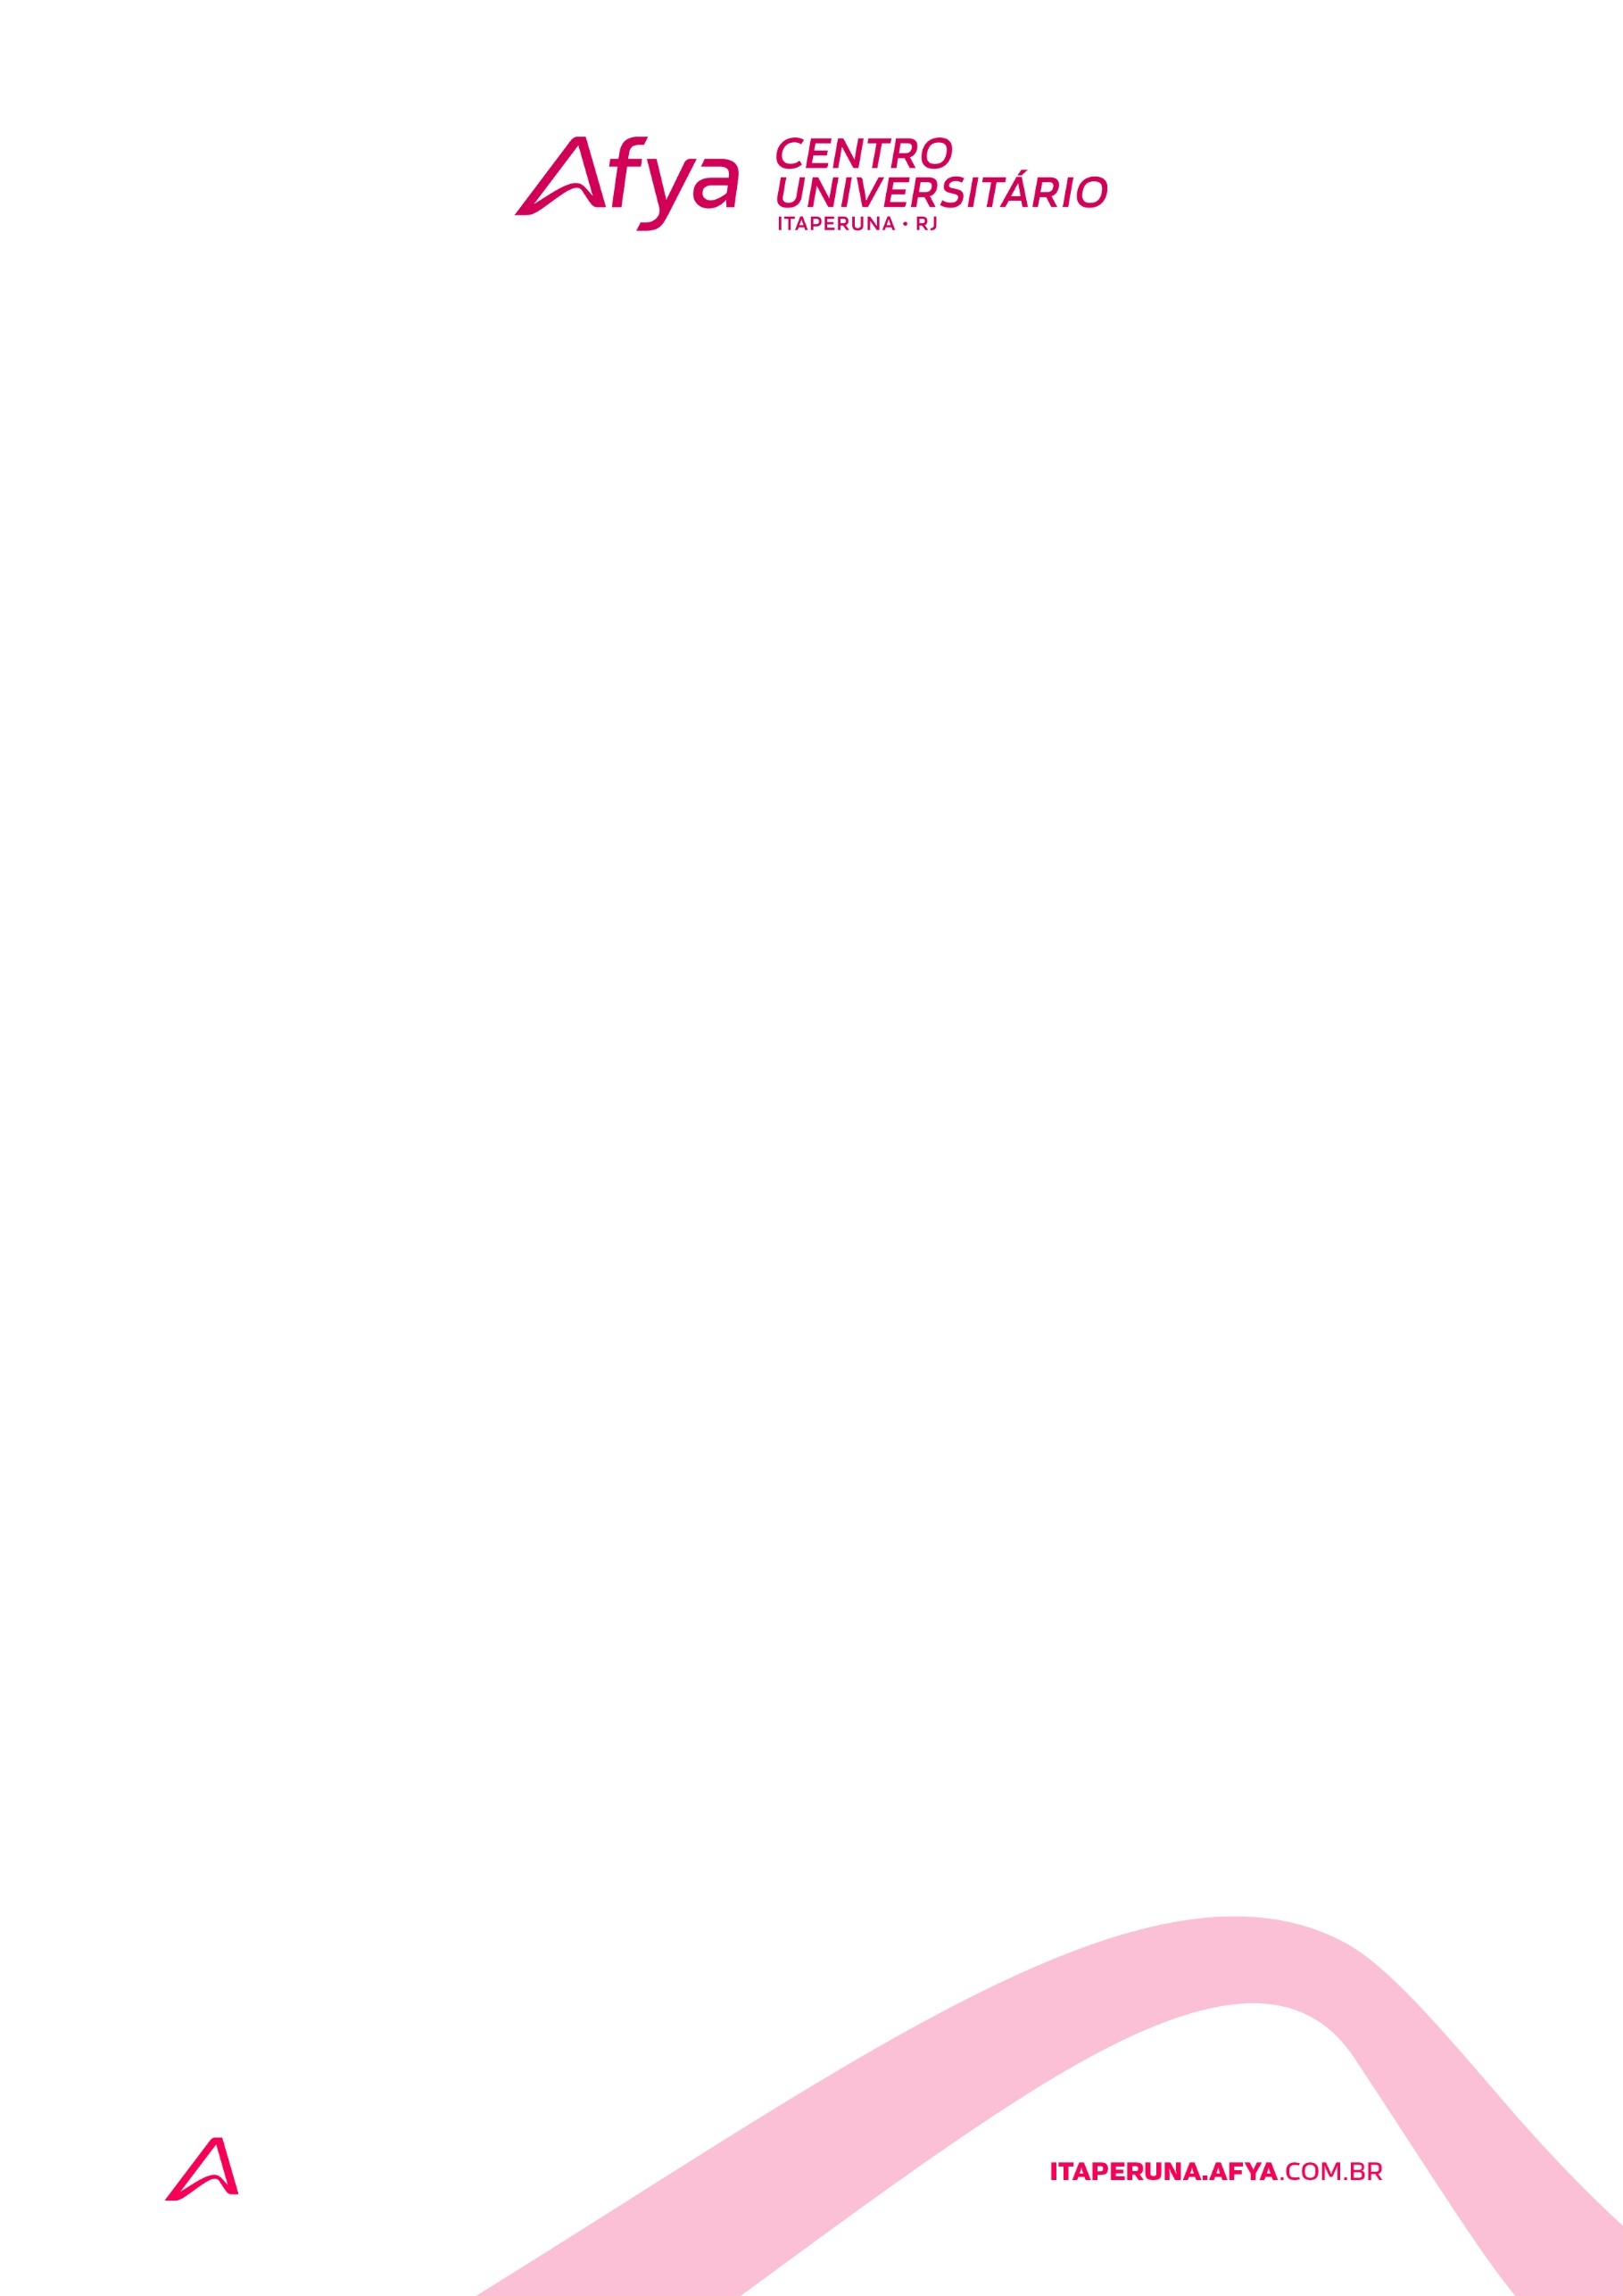 Afya
CENTRO
UNIVERSITÁRIO
ITAPERUNA • RJ
ITAPERUNA.AFYA.COM.BR